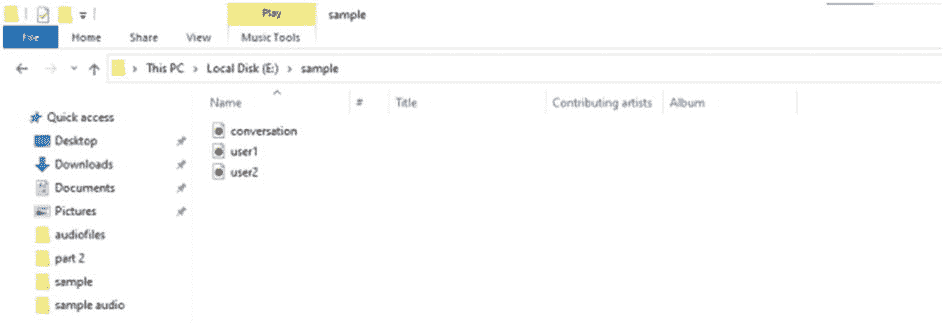 Play sample
File Home Share View Music Tools
This PC > Local Disk (E:) > sample
Name # Title Contributing artists Album
Quick access
conversation
Desktop
user1
Downloads
user2
Documents
Pictures
audiofiles
part 2
sample
sample audio